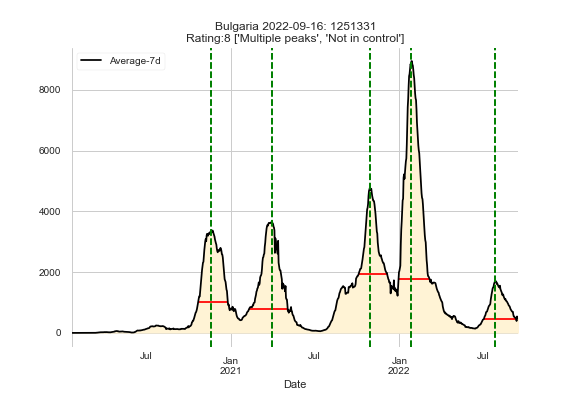 Bulgaria 2022-09-16: 1251331
Rating:8 ['Multiple peaks', 'Not in control']
Average-7d
8000
6000
4000
2000
0
Jul
Jan
2021
Jul
Jan
2022
Jul
Date